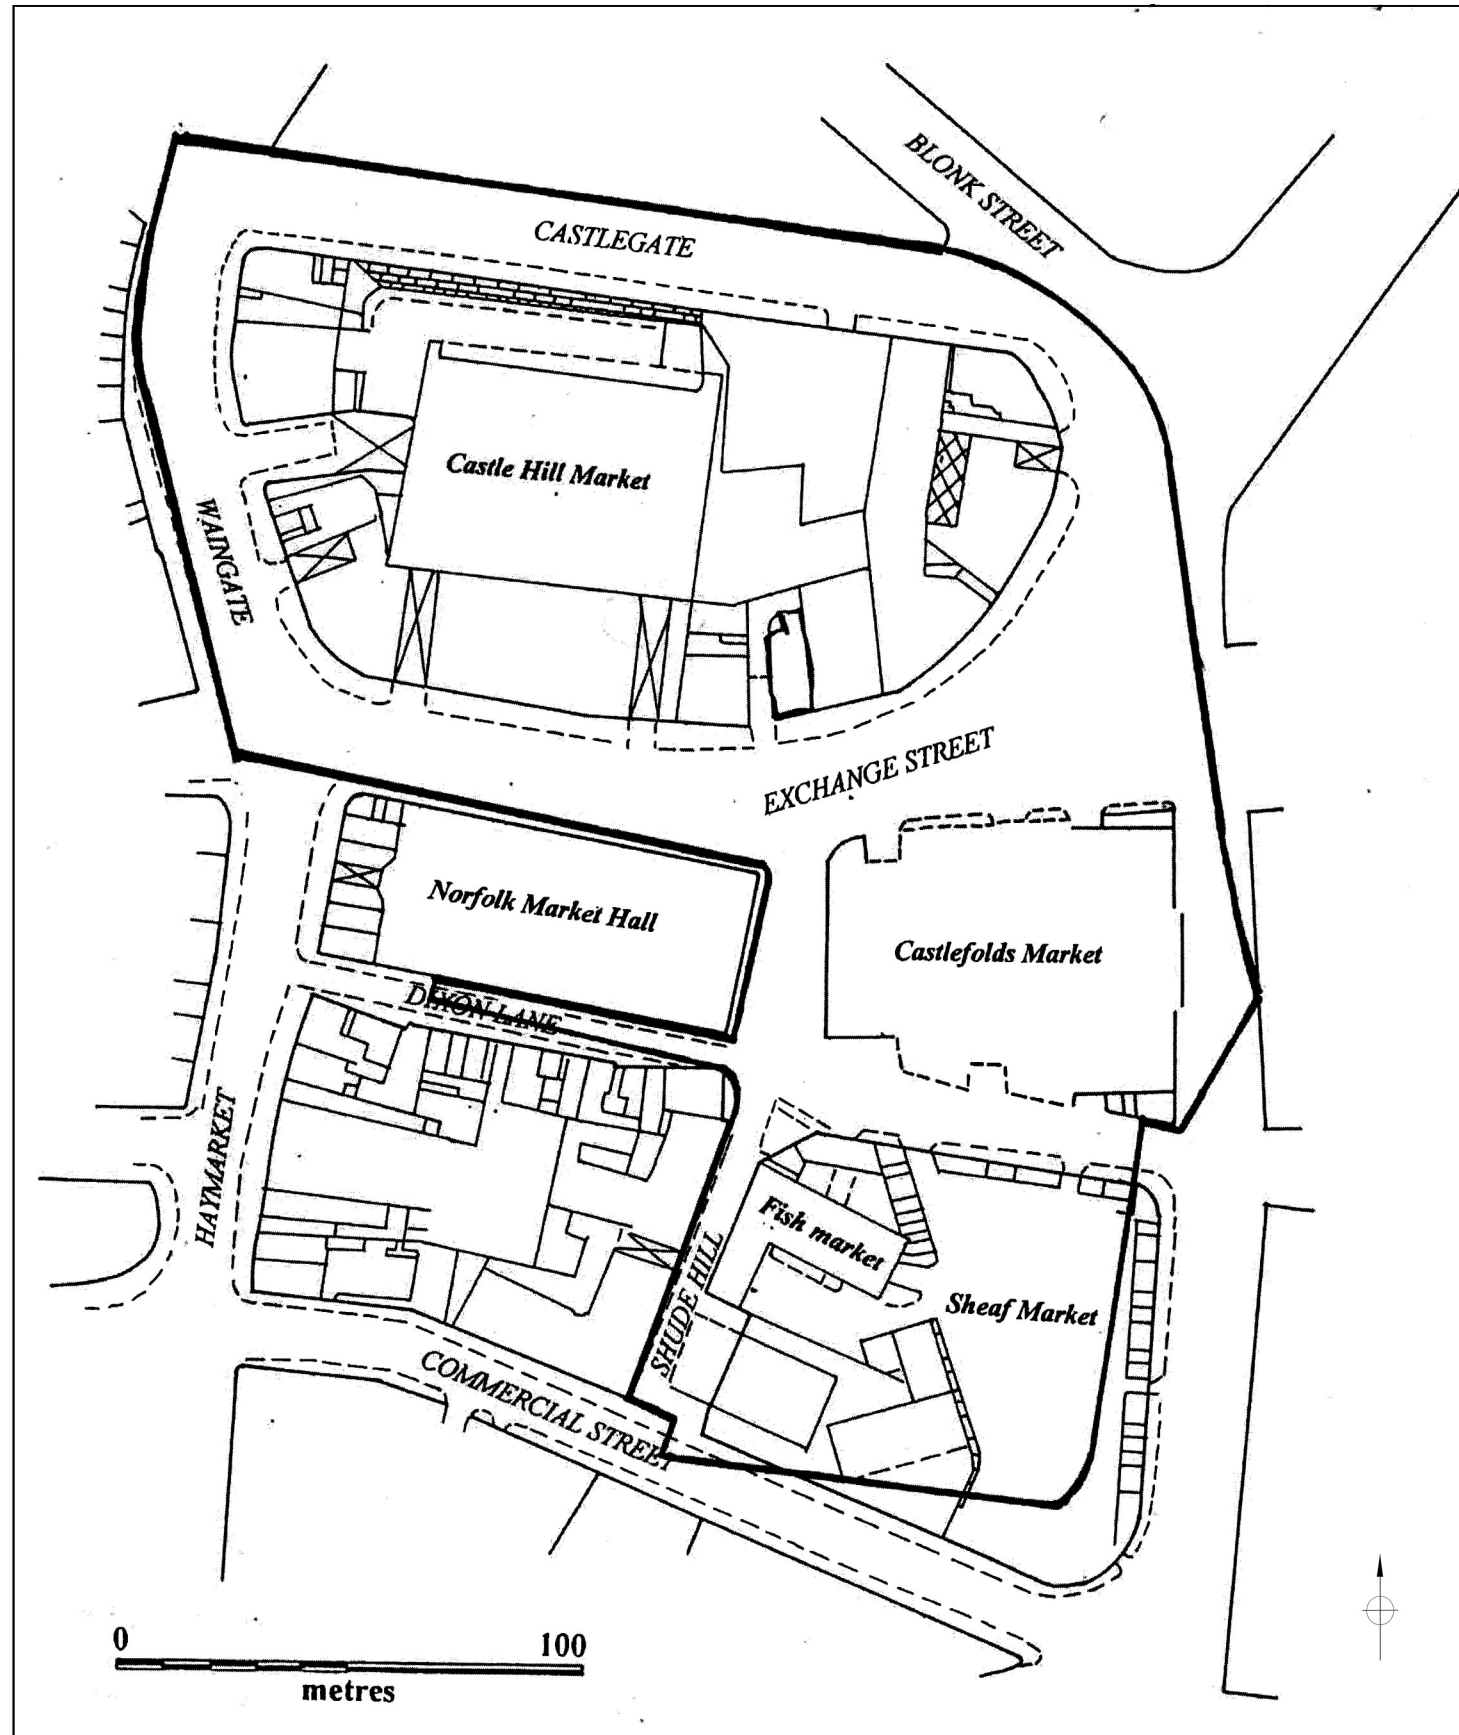 BLONK STREET
CASTLEGATE
Castle Hill Market
WAINGATE
EXCHANGE STREET
Norfolk Market Hall
Castlefolds Market
DIXON LANE
HAYMARKET
Fish market
SHUDE HILL
Sheaf Market
COMMERCIAL STREET
0 100
metres